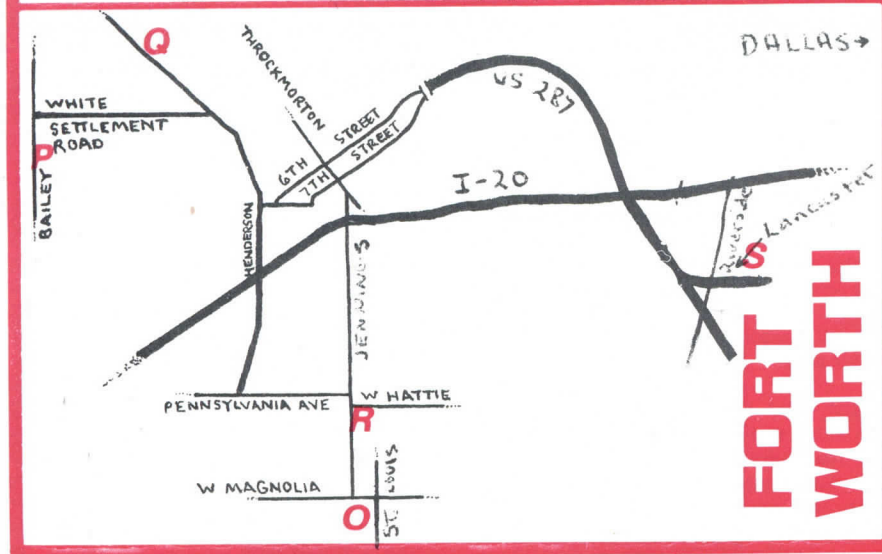 DALLAS→
Q
THROCKMORTON
US 287
WHITE
SETTLEMENT
ROAD
P
BAILEY
6TH STREET
7TH STREET
I-20
HENDERSON
Riverside
Lancaster
S
JENNINGS
PENNSYLVANIA AVE
W HATTIE
R
W MAGNOLIA
O
ST. LOUIS
FORT
WORTH